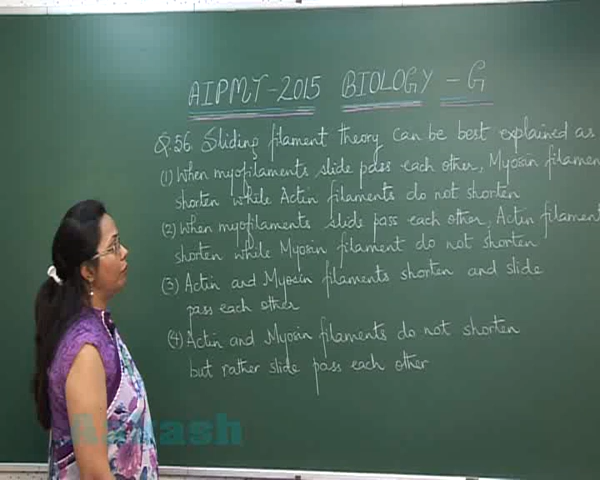 AIPMT-2015 BIOLOGY - G
Q.56. Sliding filament theory can be best explained as
(1) When myofilaments slide pass each other, Myosin filamen
shorten while Actin filaments do not shorten
(2) When myofilaments slide pass each other, Actin filament
shorten while Myosin filament do not shorten
(3) Actin and Myosin filaments shorten and slide
pass each other
(4) Actin and Myosin filaments do not shorten
but rather slide pass each other
Aakash